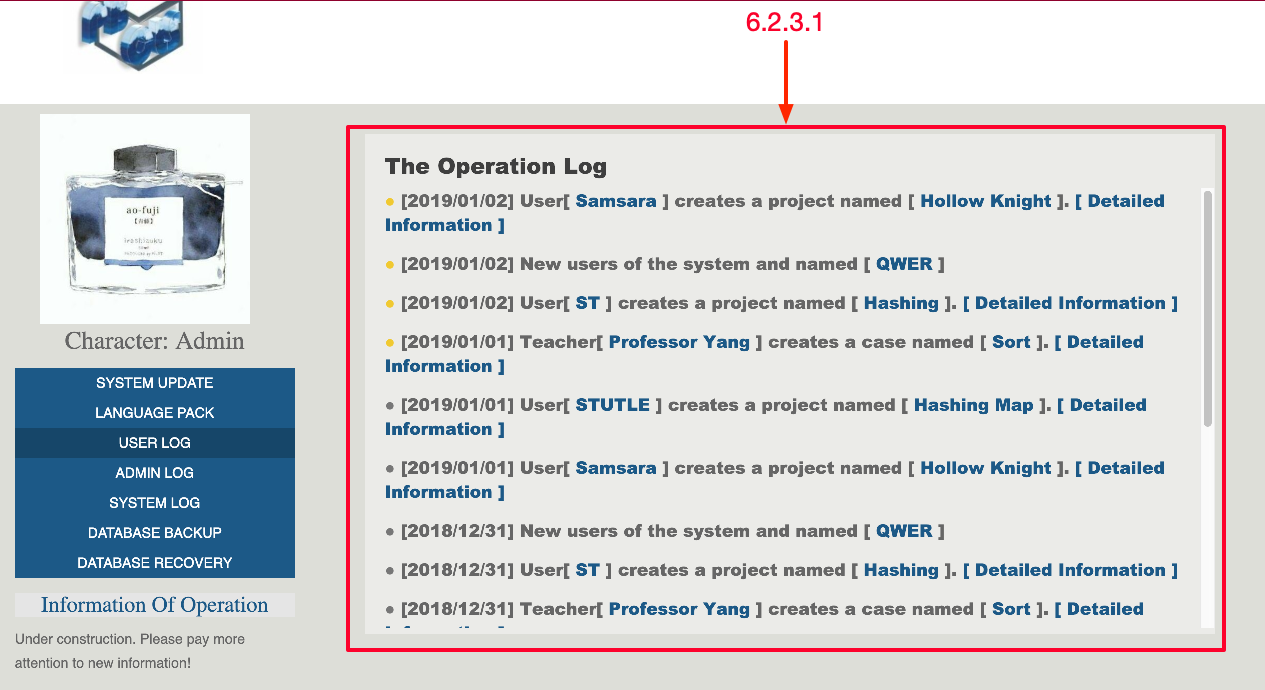 6.2.3.1
ao-fuji
Character: Admin
SYSTEM UPDATE
LANGUAGE PACK
USER LOG
ADMIN LOG
SYSTEM LOG
DATABASE BACKUP
DATABASE RECOVERY
Information Of Operation
Under construction. Please pay more
attention to new information!
The Operation Log
● [2019/01/02] User[ Samsara ] creates a project named [ Hollow Knight ]. [ Detailed
Information ]
● [2019/01/02] New users of the system and named [ QWER ]
● [2019/01/02] User[ ST ] creates a project named [ Hashing ]. [ Detailed Information ]
● [2019/01/01] Teacher[ Professor Yang ] creates a case named [ Sort ]. [ Detailed
Information ]
● [2019/01/01] User[ STUTLE ] creates a project named [ Hashing Map ]. [ Detailed
Information ]
● [2019/01/01] User[ Samsara ] creates a project named [ Hollow Knight ]. [ Detailed
Information ]
● [2018/12/31] New users of the system and named [ QWER ]
● [2018/12/31] User[ ST ] creates a project named [ Hashing ]. [ Detailed Information ]
● [2018/12/31] Teacher[ Professor Yang ] creates a case named [ Sort ]. [ Detailed